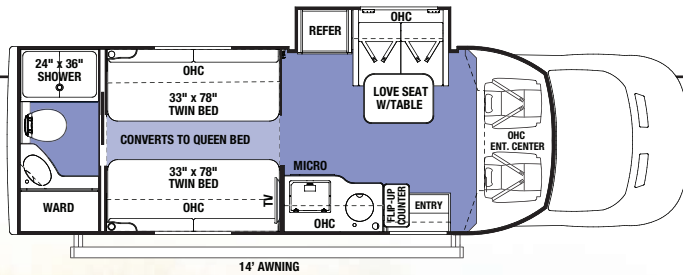 24" x 36"
SHOWER
OHC
33" x 78"
TWIN BED
CONVERTS TO QUEEN BED
33" x 78"
TWIN BED
OHC
WARD
TV
REFER
OHC
LOVE SEAT
W/TABLE
MICRO
OHC
FLIP-UP
COUNTER
ENTRY
OHC
ENT. CENTER
14' AWNING